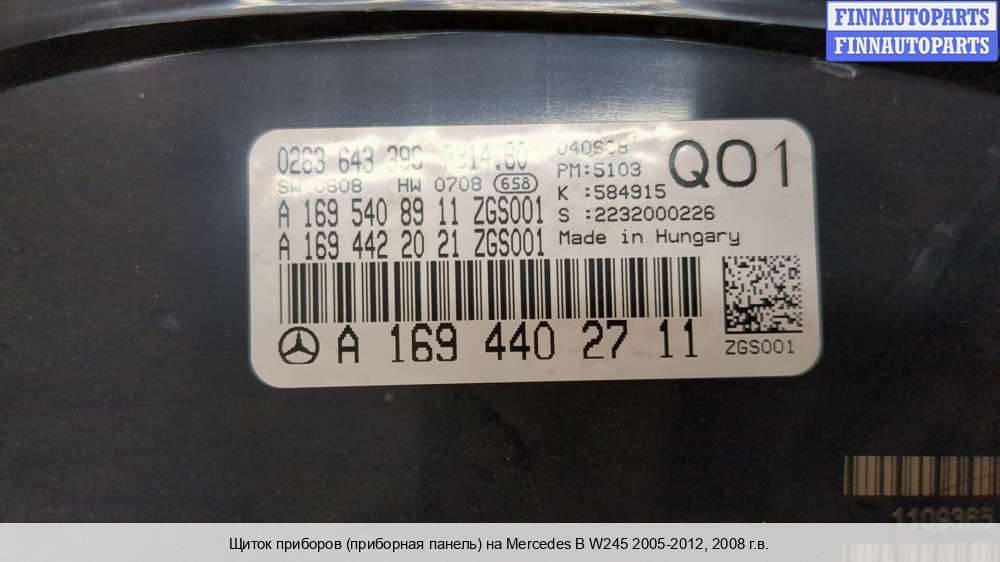 FINNAUTOPARTS
FINNAUTOPARTS
0263 643
SW 0608 HW 0708 658
A 169 540 89 11 ZGS001
A 169 442 20 21 ZGS001
PM:5103
K :584915
S :2232000226
Made in Hungary
Q01
A 169 440 27 11
ZGS001
Щиток приборов (приборная панель) на Mercedes B W245 2005-2012, 2008 г.в.